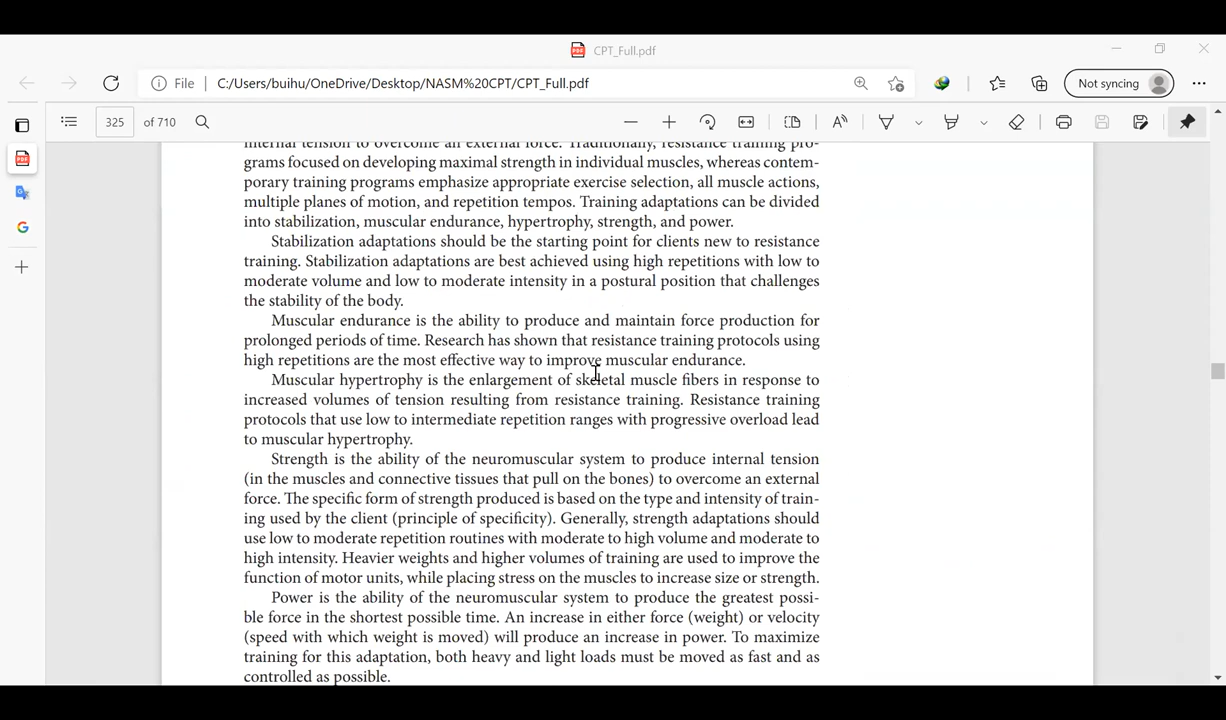 CPT_Full.pdf
File
C:/Users/buihu/OneDrive/Desktop/NASM%20CPT/CPT_Full.pdf
Not syncing
325 of 710
internal tension to overcome an external force. Traditionally, resistance training pro-
grams focused on developing maximal strength in individual muscles, whereas contem-
porary training programs emphasize appropriate exercise selection, all muscle actions,
multiple planes of motion, and repetition tempos. Training adaptations can be divided
into stabilization, muscular endurance, hypertrophy, strength, and power.
Stabilization adaptations should be the starting point for clients new to resistance
training. Stabilization adaptations are best achieved using high repetitions with low to
moderate volume and low to moderate intensity in a postural position that challenges
the stability of the body.
Muscular endurance is the ability to produce and maintain force production for
prolonged periods of time. Research has shown that resistance training protocols using
high repetitions are the most effective way to improve muscular endurance.
Muscular hypertrophy is the enlargement of skeletal muscle fibers in response to
increased volumes of tension resulting from resistance training. Resistance training
protocols that use low to intermediate repetition ranges with progressive overload lead
to muscular hypertrophy.
Strength is the ability of the neuromuscular system to produce internal tension
(in the muscles and connective tissues that pull on the bones) to overcome an external
force. The specific form of strength produced is based on the type and intensity of train-
ing used by the client (principle of specificity). Generally, strength adaptations should
use low to moderate repetition routines with moderate to high volume and moderate to
high intensity. Heavier weights and higher volumes of training are used to improve the
function of motor units, while placing stress on the muscles to increase size or strength.
Power is the ability of the neuromuscular system to produce the greatest possi-
ble force in the shortest possible time. An increase in either force (weight) or velocity
(speed with which weight is moved) will produce an increase in power. To maximize
training for this adaptation, both heavy and light loads must be moved as fast and as
controlled as possible.